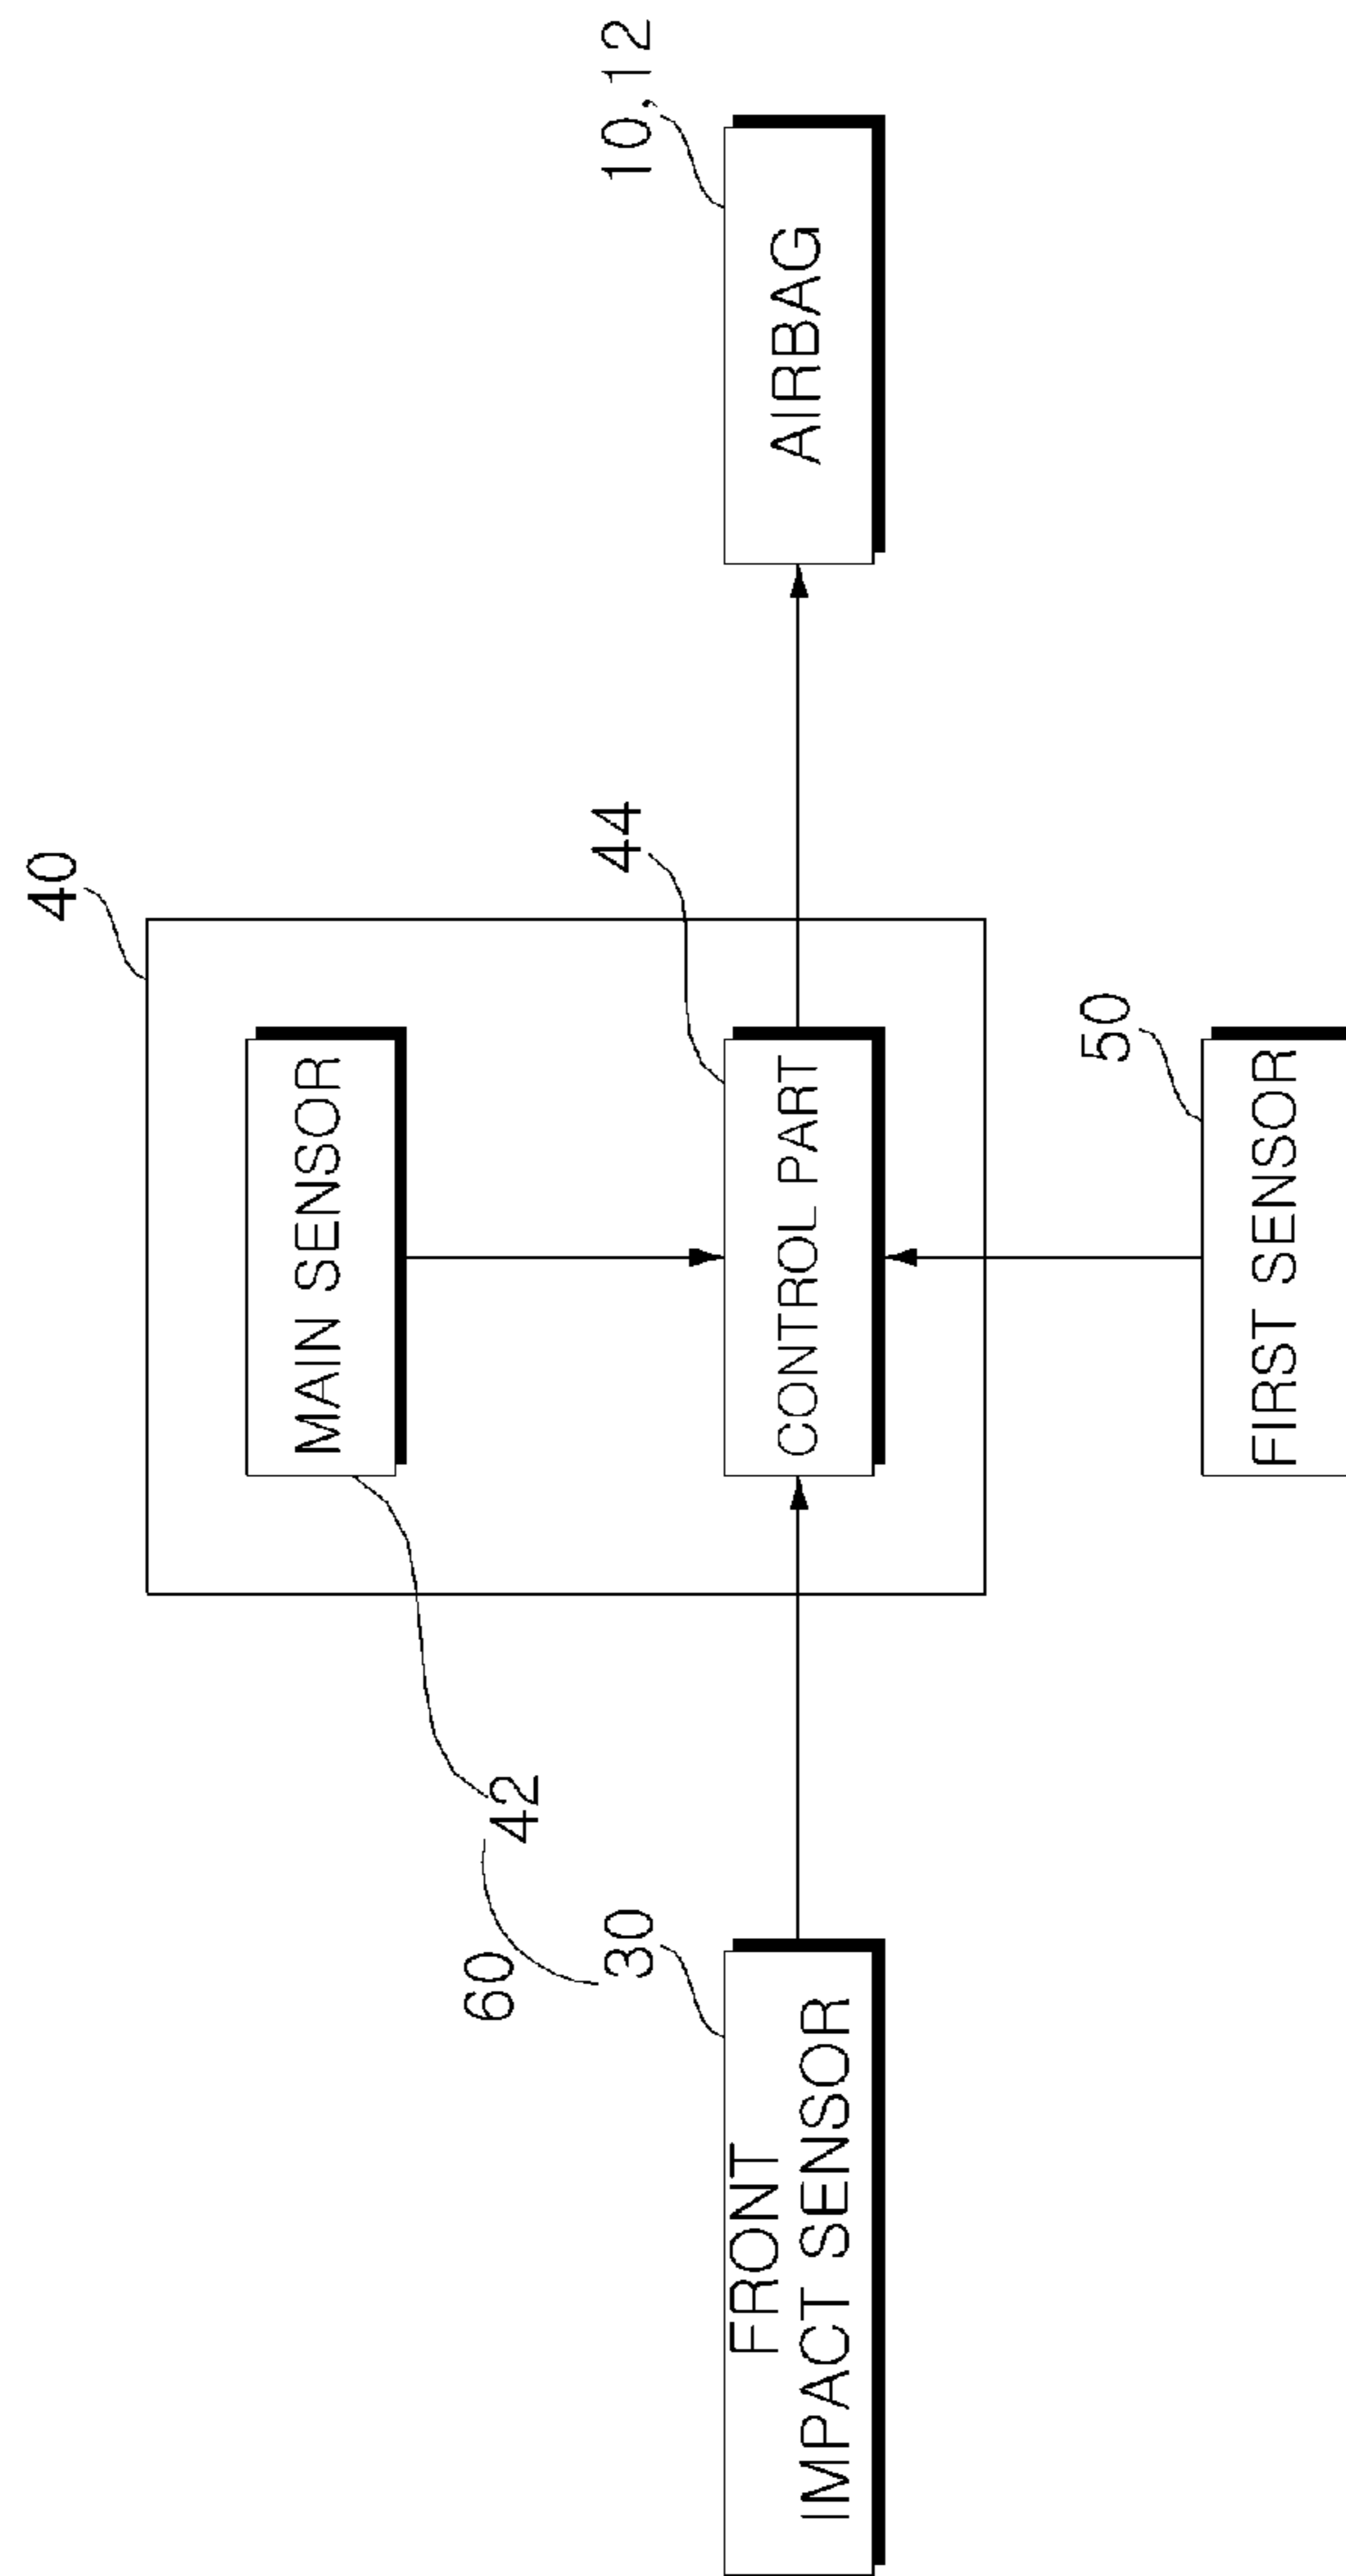 40
MAIN SENSOR
42
60
30
FRONT
IMPACT SENSOR
44
CONTROL PART
10,12
AIRBAG
50
FIRST SENSOR